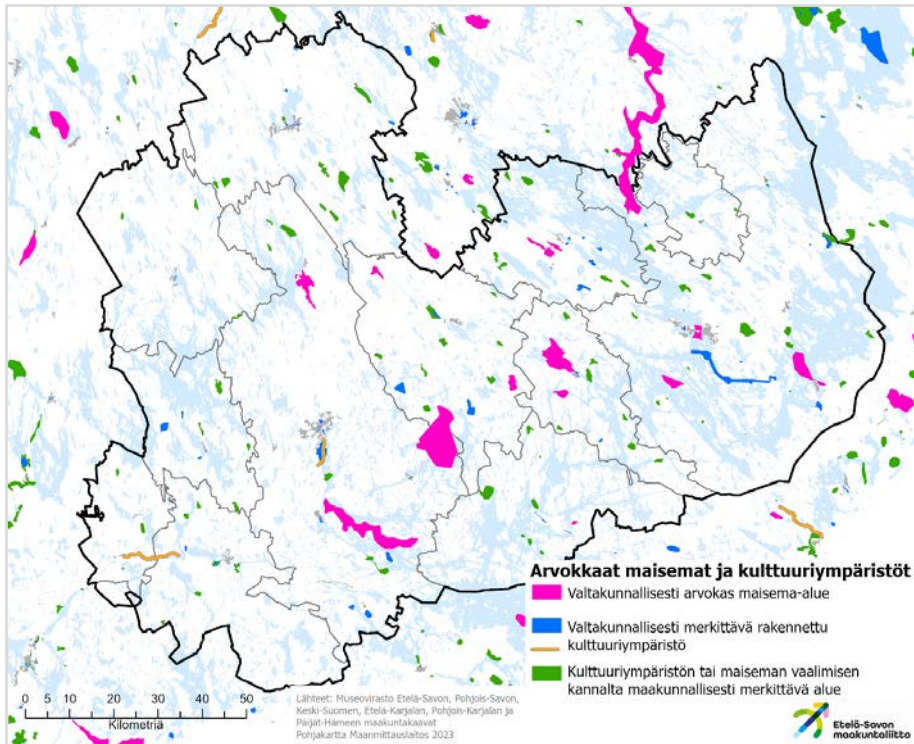 Arvokkaat maisemat ja kulttuuriympäristöt
Valtakunnallisesti arvokas maisema-alue
Valtakunnallisesti merkittävä rakennettu
kulttuuriympäristö
Kulttuuriympäristön tai maiseman vaalimisen
kannalta maakunnallisesti merkittävä alue
0 5 10 20 30 40 50
Kilometriä
Lähteet: Museovirasto Etelä-Savon, Pohjois-Savon,
Keski-Suomen, Etelä-Karjalan, Pohjois-Karjalan ja
Päijät-Hämeen maakuntakaavat
Pohjakartta Maanmittauslaitos 2023
Etelä-Savon
maakuntaliitto